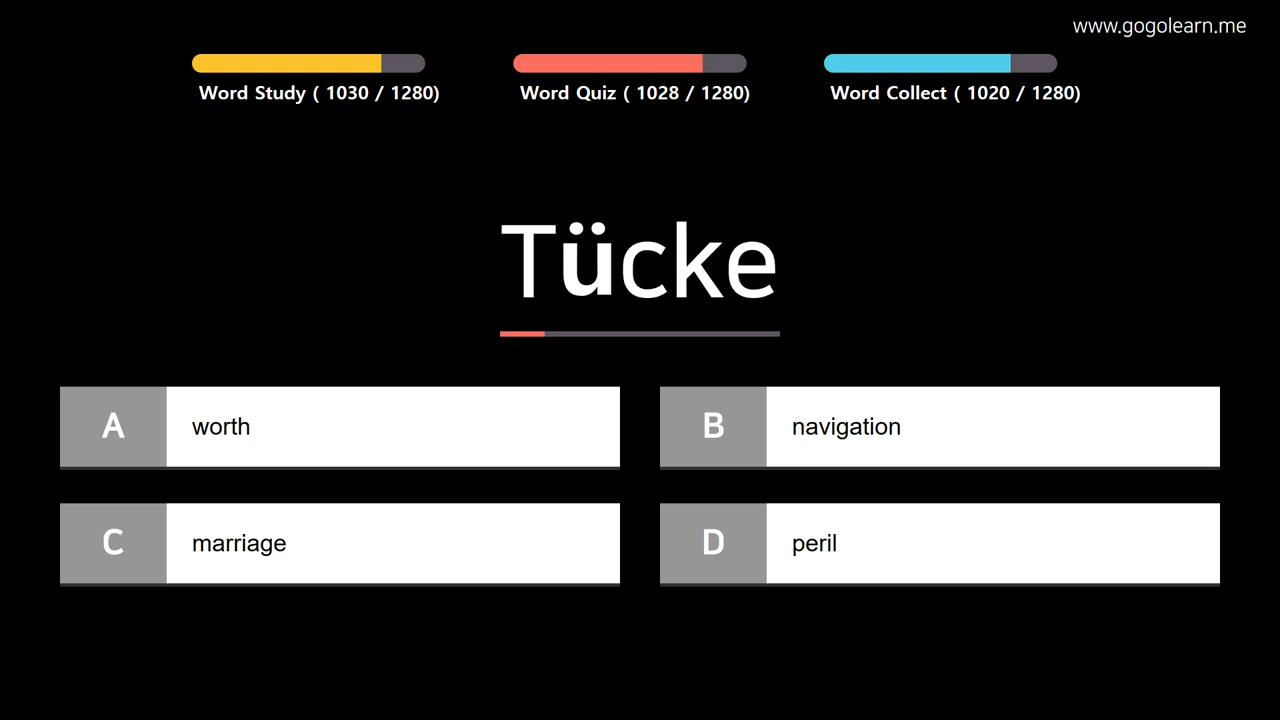 www.gogolearn.me
Word Study ( 1030 / 1280)
Word Quiz ( 1028 / 1280)
Word Collect ( 1020 / 1280)
Tücke
A worth
B navigation
C marriage
D peril